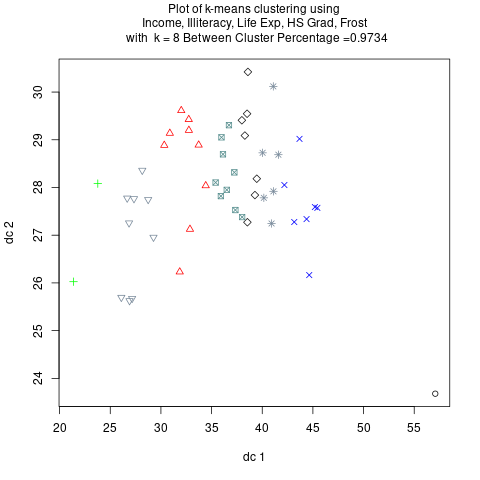 Plot of k-means clustering using
Income, Illiteracy, Life Exp, HS Grad, Frost
with k = 8 Between Cluster Percentage =0.9734
30
29
28
27
26
25
24
dc 2
20 25 30 35 40 45 50 55
dc 1